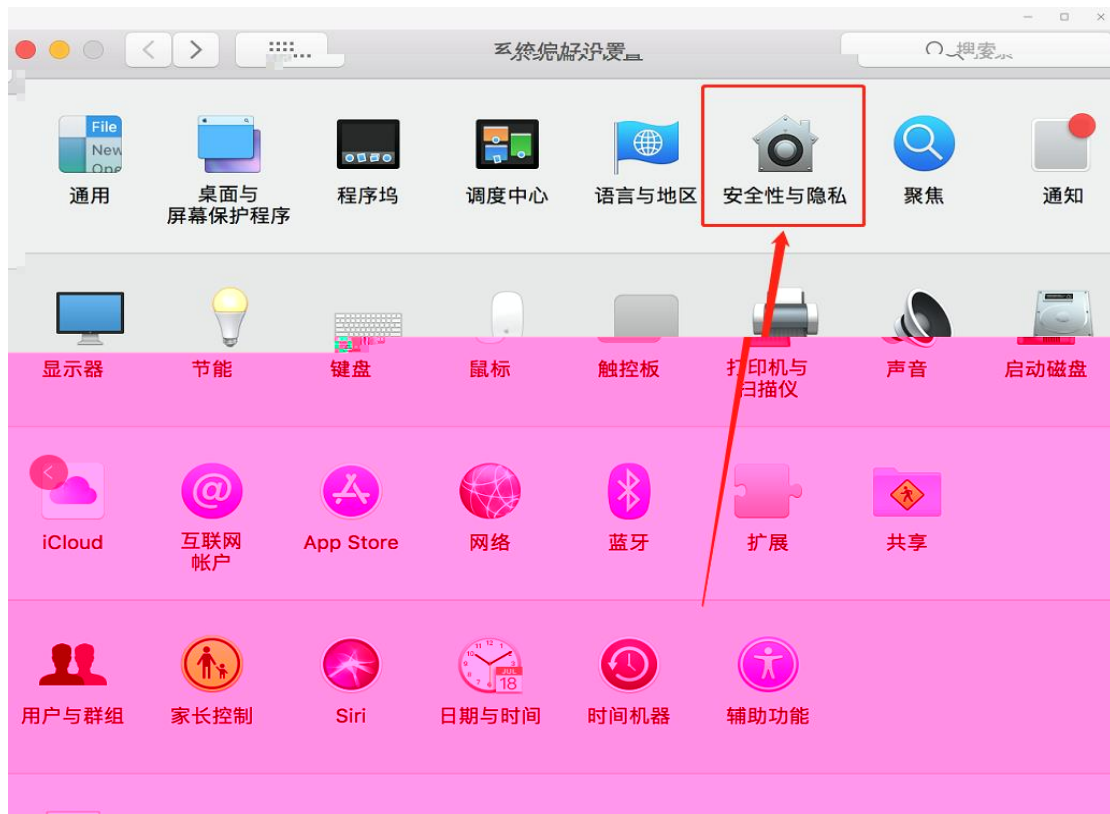 系统偏好设置
搜索
File
New
Ope
通用
桌面与
屏幕保护程序
程序坞
调度中心
语言与地区
安全性与隐私
聚焦
通知
显示器
节能
键盘
鼠标
触控板
打印机与
扫描仪
声音
启动磁盘
iCloud
互联网
帐户
App Store
网络
蓝牙
扩展
共享
用户与群组
家长控制
Siri
JUL
18
日期与时间
时间机器
辅助功能